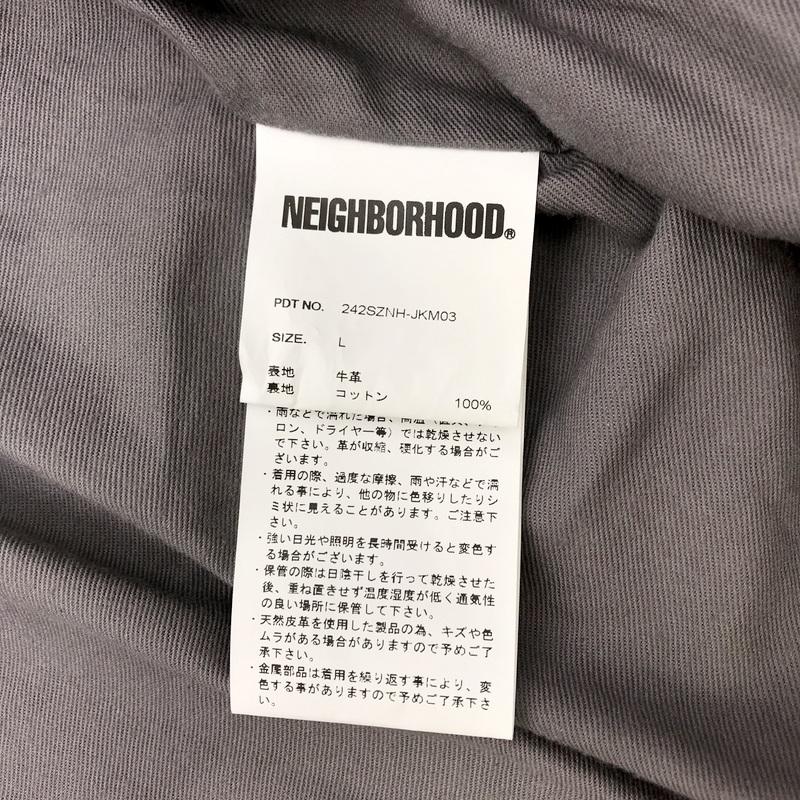 NEIGHBORHOOD®
PDT NO. 242SZNH-JKM03
SIZE. L
表地 牛革
裏地 コットン 100%
・雨などで濡れた場合、高温
ロン、ドライヤー等）では乾燥させない
で下さい。革が収縮、硬化する場合がご
ざいます。
・着用の際、過度な摩擦、雨や汗などで濡
れる事により、他の物に色移りしたりシ
ミ状に見えることがあります。ご注意下
さい。
・強い日光や照明を長時間受けると変色す
る場合がございます。
・保管の際は日陰干しを行って乾燥させた
後、重ね置きせず温度湿度が低く通気性
の良い場所に保管して下さい。
・天然皮革を使用した製品の為、キズや色
ムラがある場合がありますので予めご了
承下さい。
・金属部品は着用を繰り返す事により、変
色する事がありますので予めご了承下さ
い。